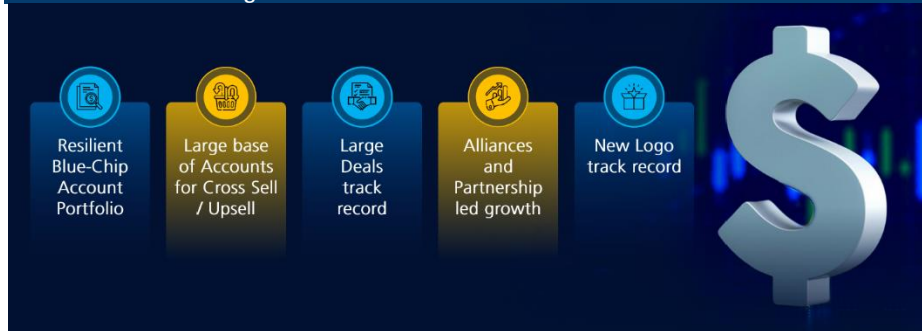 Resilient
Blue-Chip
Account
Portfolio
Large base
of Accounts
for Cross Sell
/ Upsell
Large
Deals
track
record
Alliances
and
Partnership
led growth
New Logo
track record